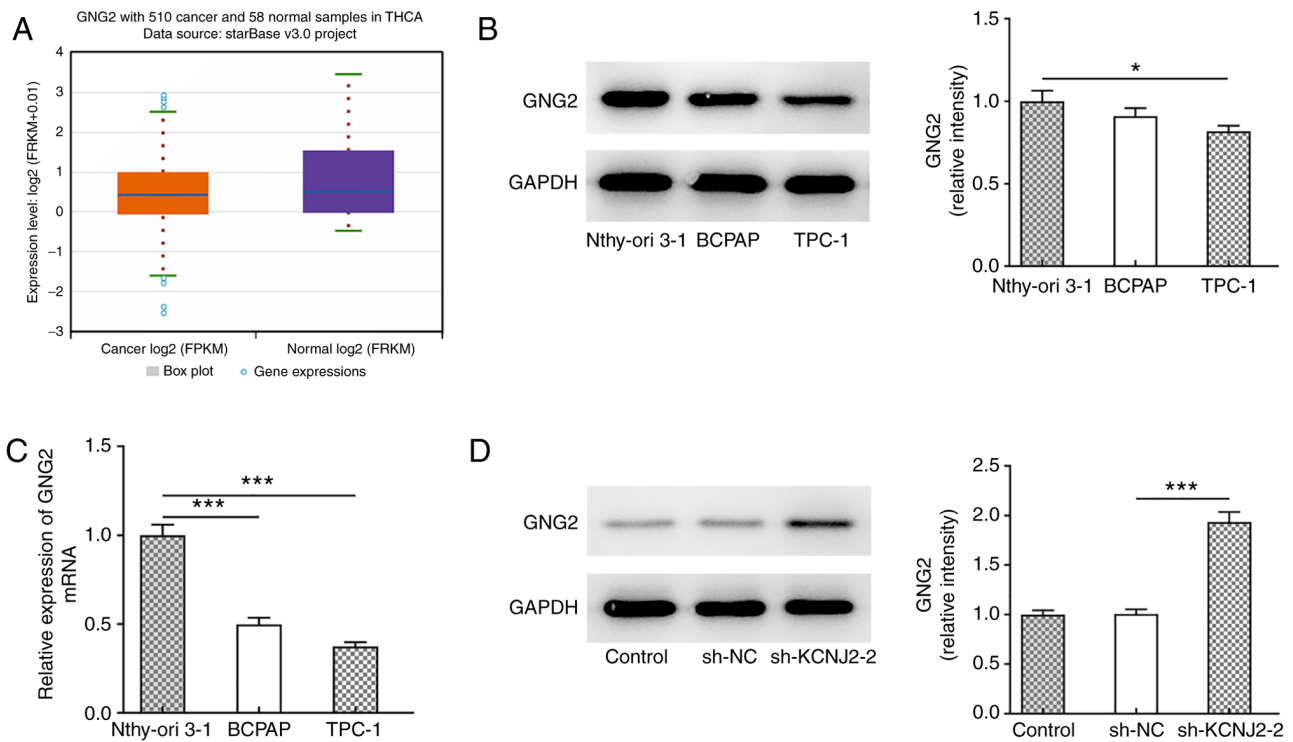 A
GNG2 with 510 cancer and 58 normal samples in THCA
Data source: starBase v3.0 project
Expression level: log2 (FRKM+0.01)
4
3
2
1
0
−1
−2
−3
Cancer log2 (FPKM)
Normal log2 (FRKM)
Box plot
Gene expressions
B
GNG2
GAPDH
Nthy-ori 3-1
BCPAP
TPC-1
GNG2
(relative intensity)
1.5
1.0
0.5
0.0
*
Nthy-ori 3-1
BCPAP
TPC-1
C
Relative expression of GNG2
mRNA
1.5
1.0
0.5
0.0
***
***
Nthy-ori 3-1
BCPAP
TPC-1
D
GNG2
GAPDH
Control
sh-NC
sh-KCNJ2-2
GNG2
(relative intensity)
2.5
2.0
1.5
1.0
0.5
0.0
***
Control
sh-NC
sh-KCNJ2-2